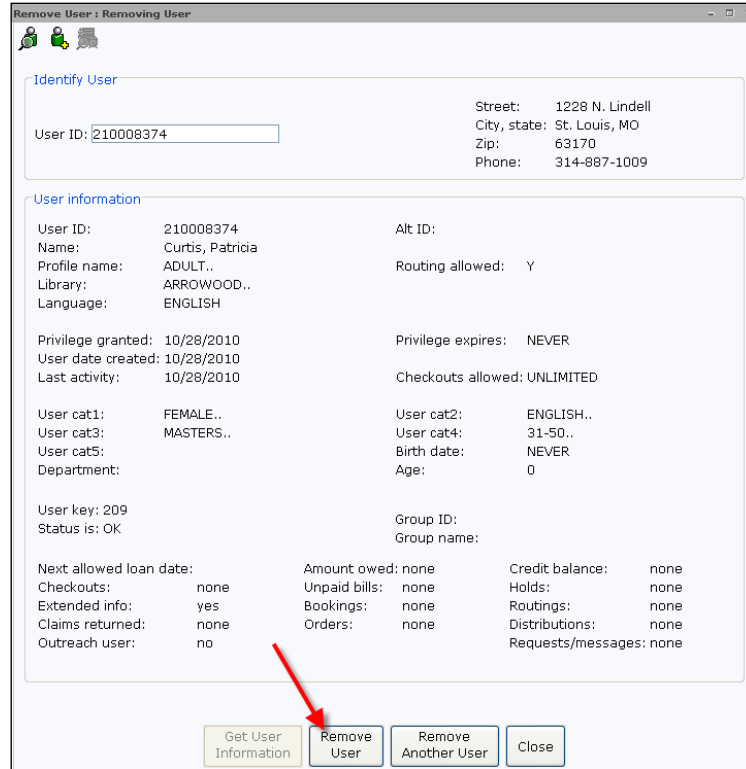 Remove User : Removing User
Identify User
User ID: 210008374
Street: 1228 N. Lindell
City, state: St. Louis, MO
Zip: 63170
Phone: 314-887-1009
User information
User ID: 210008374 Alt ID:
Name: Curtis, Patricia
Profile name: ADULT.. Routing allowed: Y
Library: ARROWOOD..
Language: ENGLISH
Privilege granted: 10/28/2010 Privilege expires: NEVER
User date created: 10/28/2010
Last activity: 10/28/2010 Checkouts allowed: UNLIMITED
User cat1: FEMALE.. User cat2: ENGLISH..
User cat3: MASTERS.. User cat4: 31-50..
User cat5: Birth date: NEVER
Department: Age: 0
User key: 209
Status is: OK
Group ID:
Group name:
Next allowed loan date: Amount owed: none Credit balance: none
Checkouts: none Unpaid bills: none Holds: none
Extended info: yes Bookings: none Routings: none
Claims returned: none Orders: none Distributions: none
Outreach user: no Requests/messages: none
Get User Information
Remove User
Remove Another User
Close